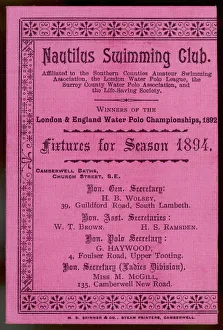 Nautilus Swimming Club.
Affiliated to the Southern Counties Amateur Swimming
Association, the London Water Polo League, the
Surrey County Water Polo Association, and
the Life-Saving Society.
Winners of the
London & England Water Polo Championships, 1892
Fixtures for Season 1894.
Camberwell Baths,
Church Street, S.E.
Hon. Gen. Secretary:
H. B. Wolsey,
39, Guildford Road, South Lambeth.
Hon. Asst. Secretaries:
W. T. Brown. H. S. Ramsden.
Hon. Polo Secretary:
G. Haywood,
4, Foulser Road, Upper Tooting.
Hon. Secretary (Ladies Division).
Miss M. McGill,
135, Camberwell New Road.
Steam Printers, Camberwell.